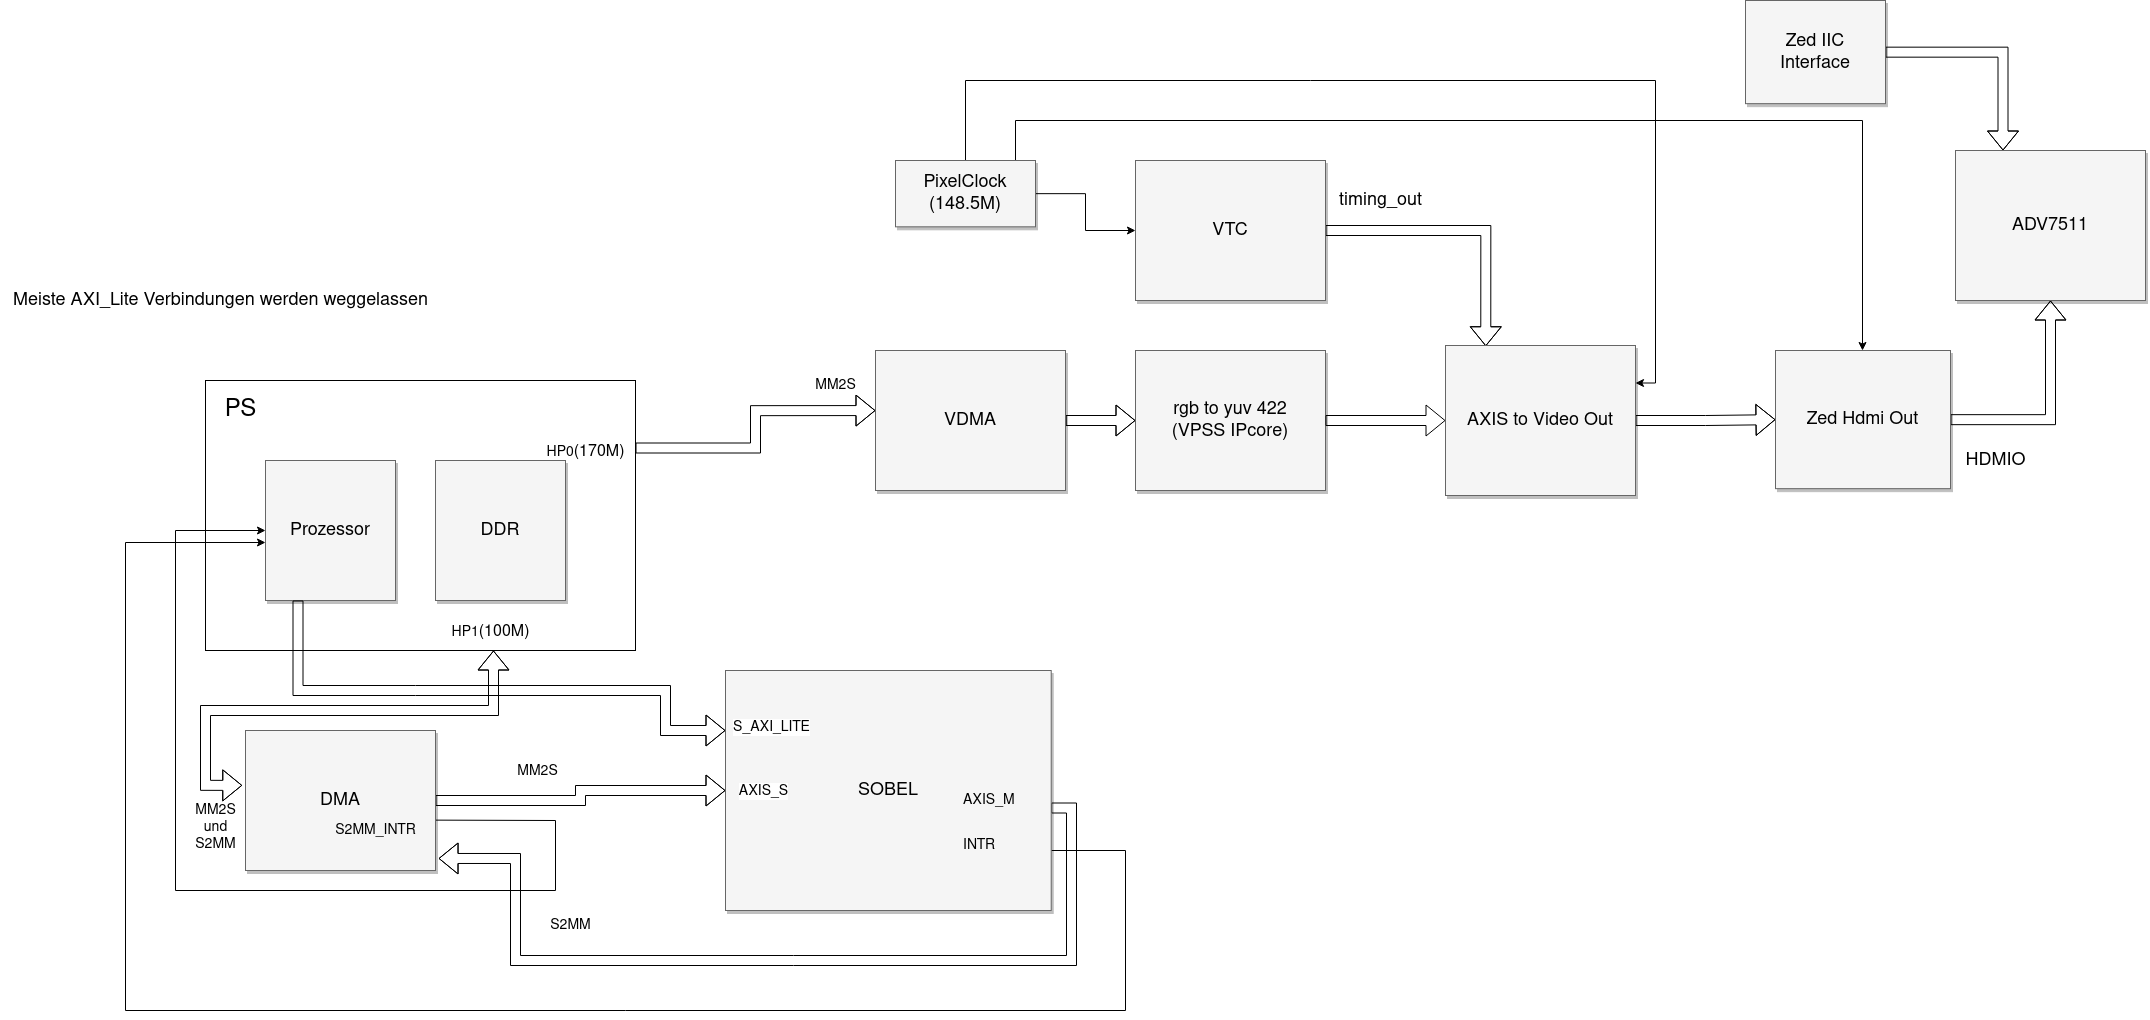 Zed IIC
Interface
PixelClock
(148.5M)
VTC
timing_out
ADV7511
Meiste AXI_Lite Verbindungen werden weggelassen
PS
MM2S
VDMA
rgb to yuv 422
(VPSS IPcore)
AXIS to Video Out
Zed Hdmi Out
HDMIO
HP0(170M)
Prozessor
DDR
HP1(100M)
S_AXI_LITE
MM2S
AXIS_S
SOBEL
AXIS_M
INTR
DMA
S2MM_INTR
MM2S
und
S2MM
S2MM